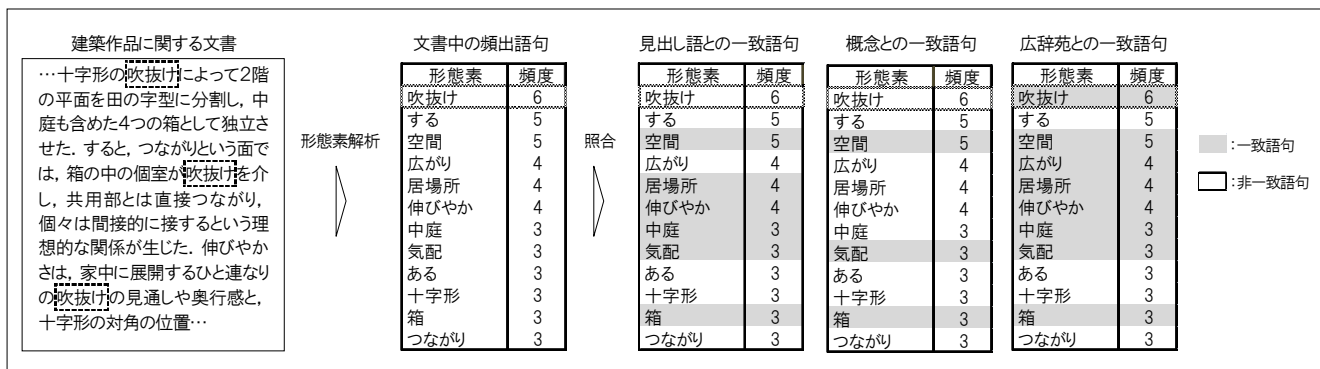 建築作品に関する文書
…十字形の吹抜けによって2階
の平面を田の字型に分割し，中
庭も含めた4つの箱として独立さ
せた．すると，つながりという面で
は，箱の中の個室が吹抜けを介
し，共用部とは直接つながり，
個々は間接的に接するという理
想的な関係が生じた．伸びやか
さは，家中に展開するひと連なり
の吹抜けの見通しや奥行感と，
十字形の対角の位置…
形態素解析
文書中の頻出語句
形態素 頻度
吹抜け 6
する 5
空間 5
広がり 4
居場所 4
伸びやか 4
中庭 3
気配 3
ある 3
十字形 3
箱 3
つながり 3
照合
見出し語との一致語句
形態素 頻度
吹抜け 6
する 5
空間 5
広がり 4
居場所 4
伸びやか 4
中庭 3
気配 3
ある 3
十字形 3
箱 3
つながり 3
概念との一致語句
形態素 頻度
吹抜け 6
する 5
空間 5
広がり 4
居場所 4
伸びやか 4
中庭 3
気配 3
ある 3
十字形 3
箱 3
つながり 3
広辞苑との一致語句
形態素 頻度
吹抜け 6
する 5
空間 5
広がり 4
居場所 4
伸びやか 4
中庭 3
気配 3
ある 3
十字形 3
箱 3
つながり 3
：一致語句
：非一致語句